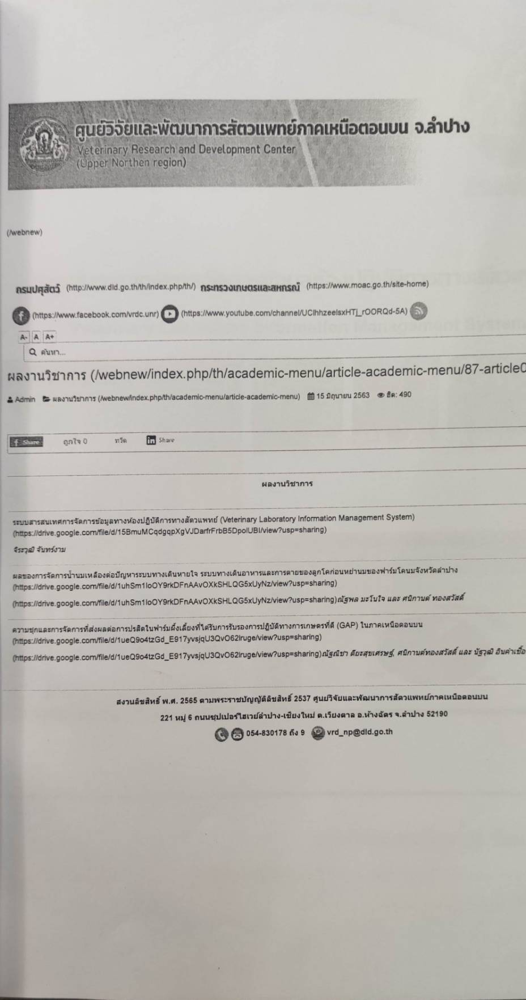 ศูนย์วิจัยและพัฒนาการสัตวแพทย์ภาคเหนือตอนบน จ.ลำปาง
Veterinary Research and Development Center
(Upper Northen region)
(/webnew)
กรมปศุสัตว์ (http://www.dld.go.th/th/index.php/th/) กระทรวงเกษตรและสหกรณ์ (https://www.moac.go.th/site-home)
(https://www.facebook.com/vrdc.unr) (https://www.youtube.com/channel/UClhhzeelsxHTj_rOORQd-5A)
A- A A+
ค้นหา...
ผลงานวิชาการ (/webnew/index.php/th/academic-menu/article-academic-menu/87-article0
Admin ผลงานวิชาการ (/webnew/index.php/th/academic-menu/article-academic-menu) 15 มิถุนายน 2563 ฮิต: 490
f Share ถูกใจ 0 ทวีต in Share
ผลงานวิชาการ
ระบบสารสนเทศการจัดการข้อมูลทางห้องปฏิบัติการทางสัตวแพทย์ (Veterinary Laboratory Information Management System)
(https://drive.google.com/file/d/15BmuMCqdgqpXgVJDarfrFrbB5DpolUBI/view?usp=sharing)
จิระวุฒิ จันทร์งาม
ผลของการจัดการน้ำนมเหลืองต่อปัญหาระบบทางเดินหายใจ ระบบทางเดินอาหารและการตายของลูกโคก่อนหย่านมของฟาร์มโคนมจังหวัดลำปาง
(https://drive.google.com/file/d/1uhSm1IoOY9rkDFnAAvOXkSHLQG5xUyNz/view?usp=sharing)
(https://drive.google.com/file/d/1uhSm1IoOY9rkDFnAAvOXkSHLQG5xUyNz/view?usp=sharing)ณัฐพล มะโนใจ และ ศนิกานต์ ทองสวัสดิ์
ความชุกและการจัดการที่ส่งผลต่อการปรสิตในฟาร์มผึ้งเลี้ยงที่ได้รับการรับรองการปฏิบัติทางการเกษตรที่ดี (GAP) ในภาคเหนือตอนบน
(https://drive.google.com/file/d/1ueQ9o4tzGd_E917yvsjqU3QvO62lruge/view?usp=sharing)
(https://drive.google.com/file/d/1ueQ9o4tzGd_E917yvsjqU3QvO62lruge/view?usp=sharing)ณัฐณิชา ตียะสุขเศรษฐ์, ศนิกานต์ทองสวัสดิ์ และ นัฐวุฒิ อินคำเชื้อ
สงวนลิขสิทธิ์ พ.ศ. 2565 ตามพระราชบัญญัติลิขสิทธิ์ 2537 ศูนย์วิจัยและพัฒนาการสัตวแพทย์ภาคเหนือตอนบน
221 หมู่ 6 ถนนซุปเปอร์ไฮเวย์ลำปาง-เชียงใหม่ ต.เวียงตาล อ.ห้างฉัตร จ.ลำปาง 52190
054-830178 ถึง 9 vrd_np@dld.go.th